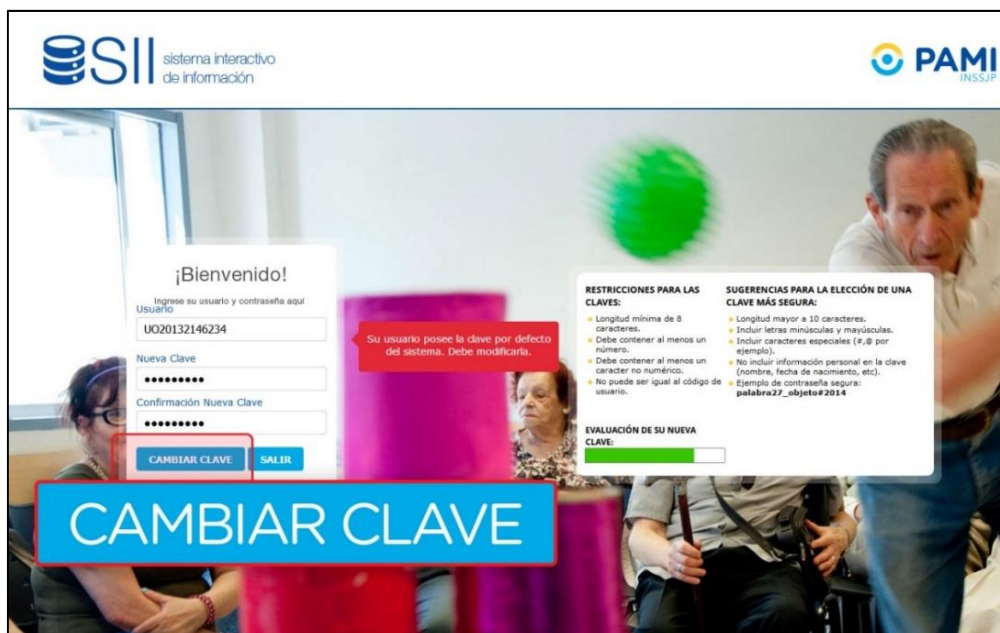 SII
sistema interactivo
de información
PAMI
INSSJP
¡Bienvenido!
Ingrese su usuario y contraseña aquí
Usuario
UO20132146234
Nueva Clave
•••••••••
Confirmación Nueva Clave
•••••••••
CAMBIAR CLAVE
SALIR
CAMBIAR CLAVE
Su usuario posee la clave por defecto
del sistema. Debe modificarla.
RESTRICCIONES PARA LAS
CLAVES:
Longitud mínima de 8
caracteres.
Debe contener al menos un
número.
Debe contener al menos un
caracter no numérico.
No puede ser igual al código de
usuario.
SUGERENCIAS PARA LA ELECCIÓN DE UNA
CLAVE MÁS SEGURA:
Longitud mayor a 10 caracteres.
Incluir letras minúsculas y mayúsculas.
Incluir caracteres especiales (#,@ por
ejemplo).
No incluir información personal en la clave
(nombre, fecha de nacimiento, etc).
Ejemplo de contraseña segura:
palabra27_objeto#2014
EVALUACIÓN DE SU NUEVA
CLAVE: